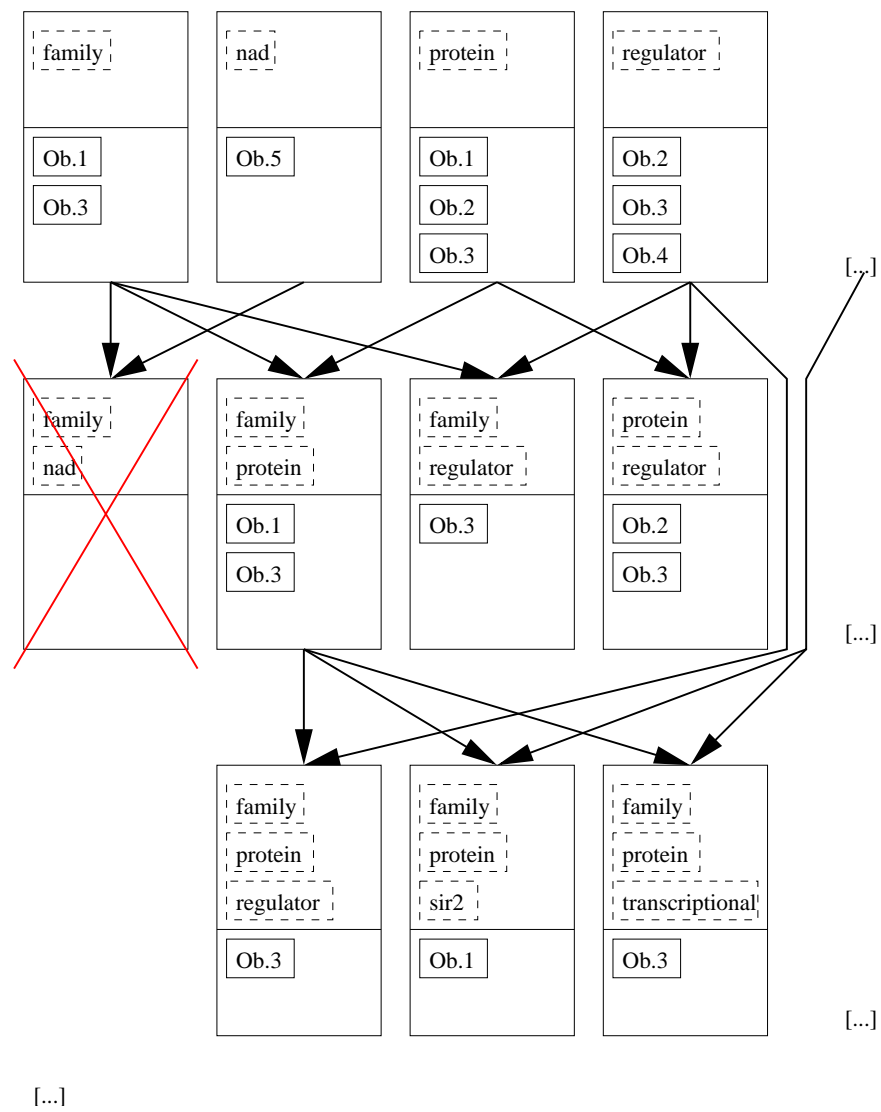 family
Ob.1
Ob.3
nad
Ob.5
protein
Ob.1
Ob.2
Ob.3
regulator
Ob.2
Ob.3
Ob.4
[...]
family
nad
family
protein
Ob.1
Ob.3
family
regulator
Ob.3
protein
regulator
Ob.2
Ob.3
[...]
family
protein
regulator
Ob.3
family
protein
sir2
Ob.1
family
protein
transcriptional
Ob.3
[...]
[...]